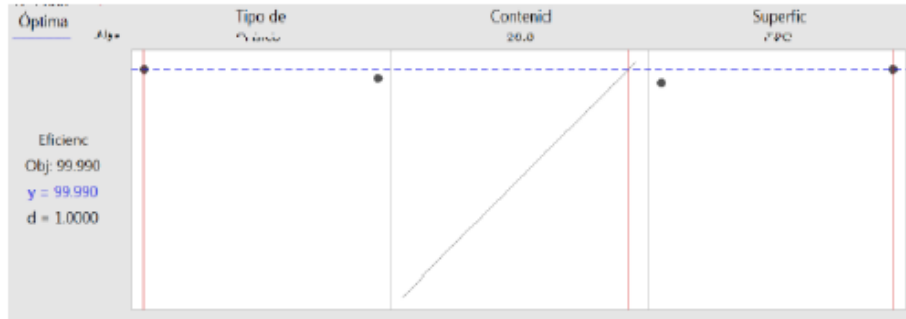 Óptima
Tipo de
Contenid
Superfic
Eficienc
Obj: 99.990
y = 99.990
d = 1.0000